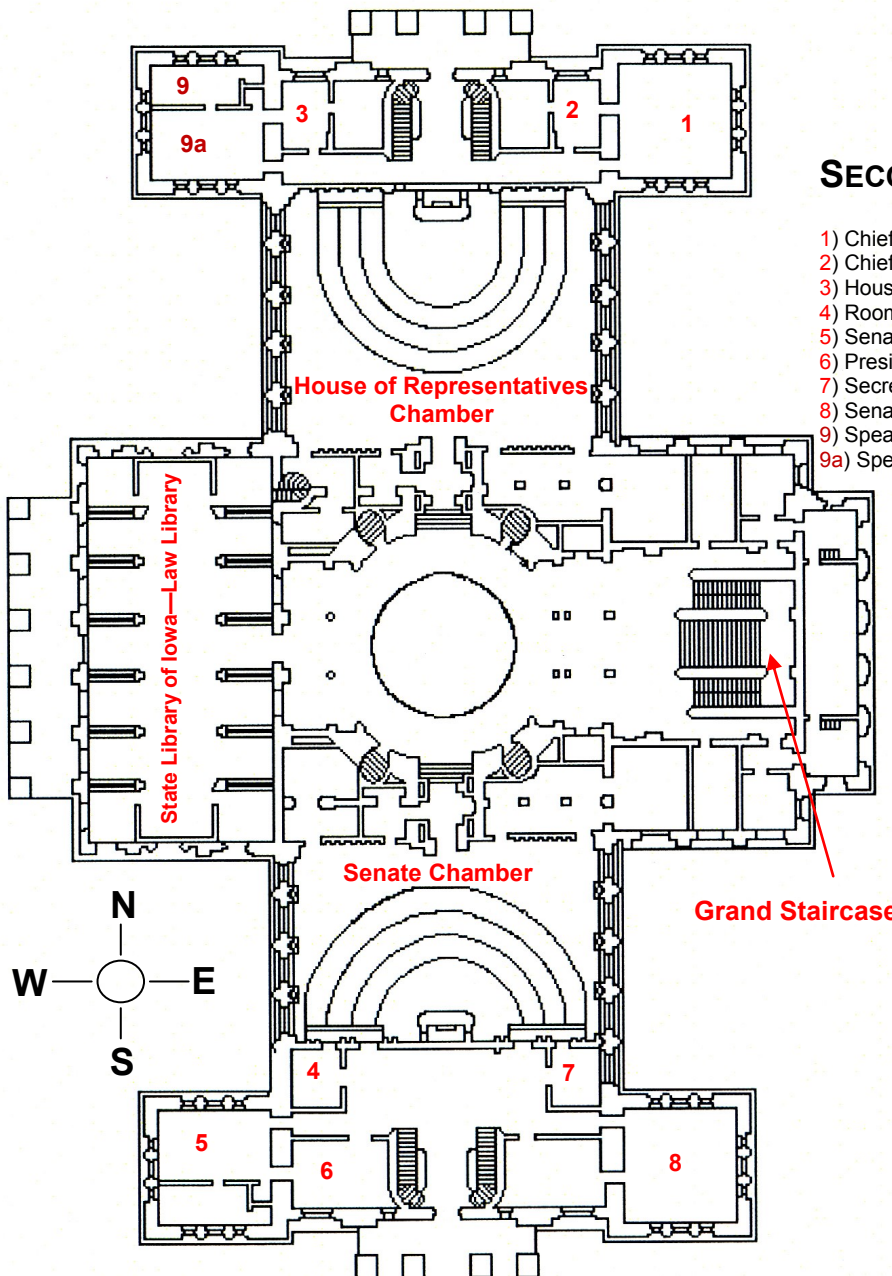 9
3
2
1
9a
SECO
1) Chief
2) Chief
3) Hous
4) Room
5) Sena
6) Presi
7) Secre
8) Sena
9) Spea
9a) Spe
House of Representatives
Chamber
State Library of Iowa—Law Library
Senate Chamber
Grand Staircase
N
W E
S
4
7
5
6
8